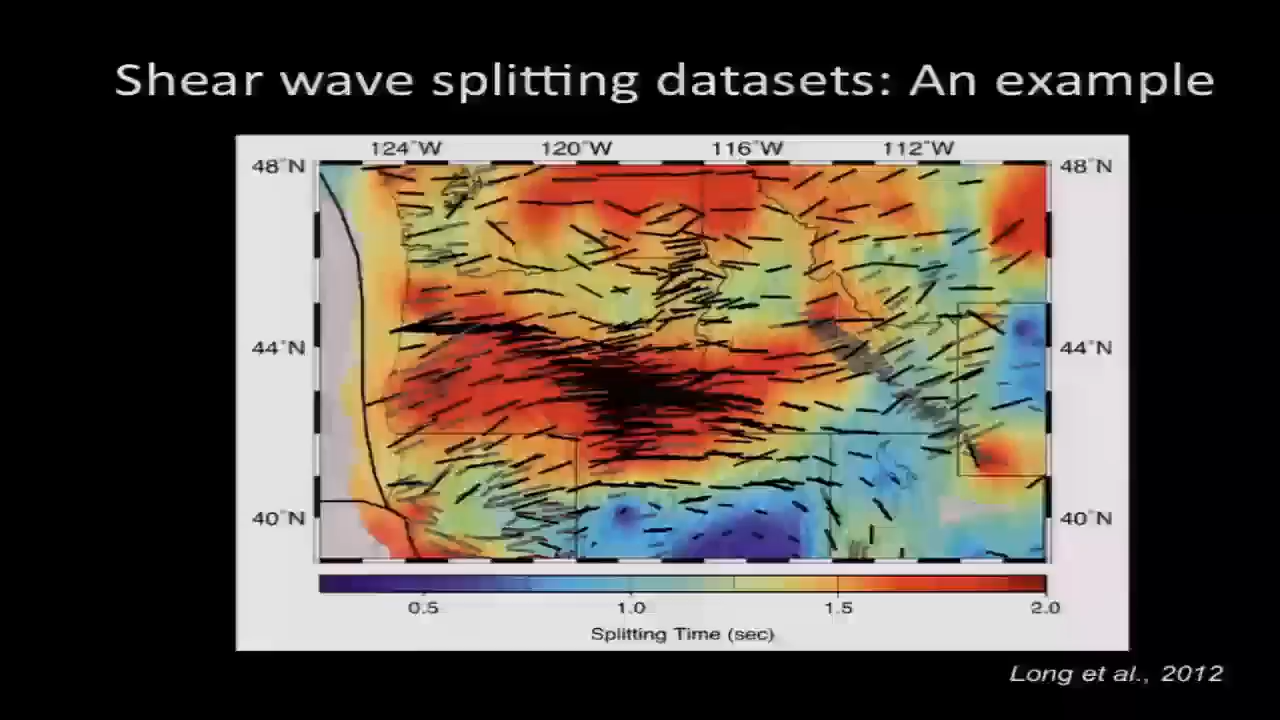 Shear wave splitting datasets: An example
124°W 120°W 116°W 112°W
48°N 48°N
44°N 44°N
40°N 40°N
0.5 1.0 1.5 2.0
Splitting Time (sec)
Long et al., 2012